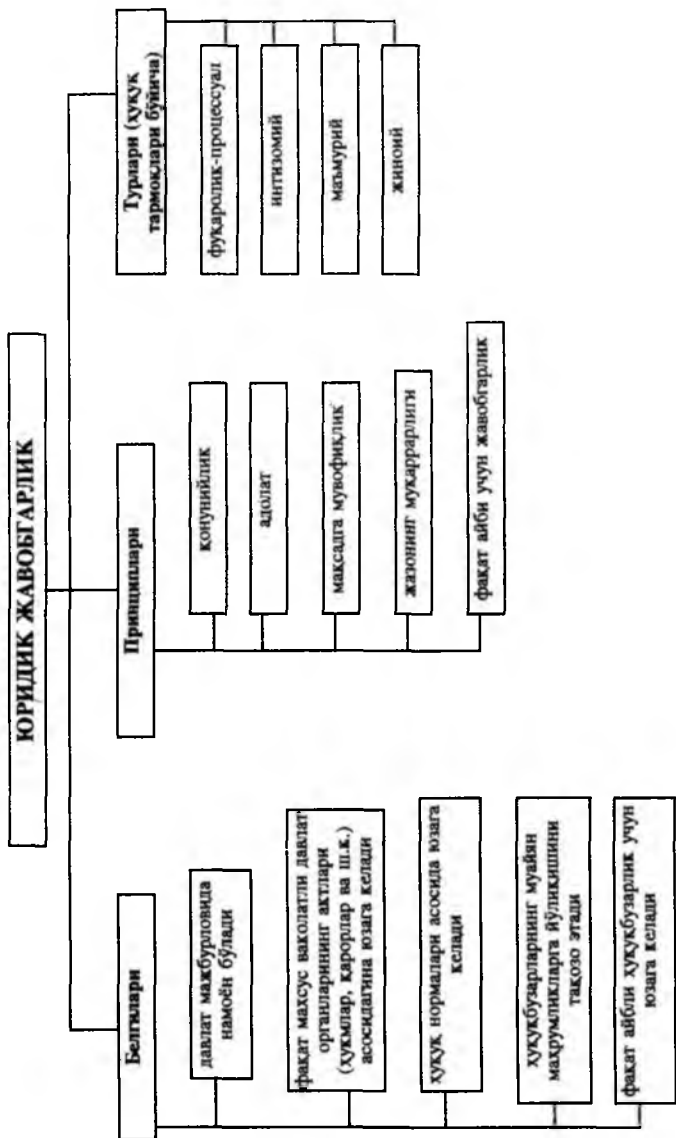 ЮРИДИК ЖАВОБГАРЛИК
Белгилари
давлат мажбурловида
намоён бўлади
фақат махсус ваколатли давлат
органларининг актлари
(ҳукмлар, қарорлар ва ш.к.)
асосидагина юзага келади
ҳуқуқ нормалари асосида юзага
келади
ҳуқуқбузарларнинг муайян
маҳрумликларга йўлиқишини
тақозо этади
фақат айбли ҳуқуқбузарлик учун
юзага келади
Принциплари
қонунийлик
адолат
мақсадга мувофиқлик
жазонинг муқаррарлиги
фақат айби учун жавобгарлик
Турлари (ҳуқуқ
тармоқлари бўйича)
фуқаролик-процессуал
интизомий
маъмурий
жиноий